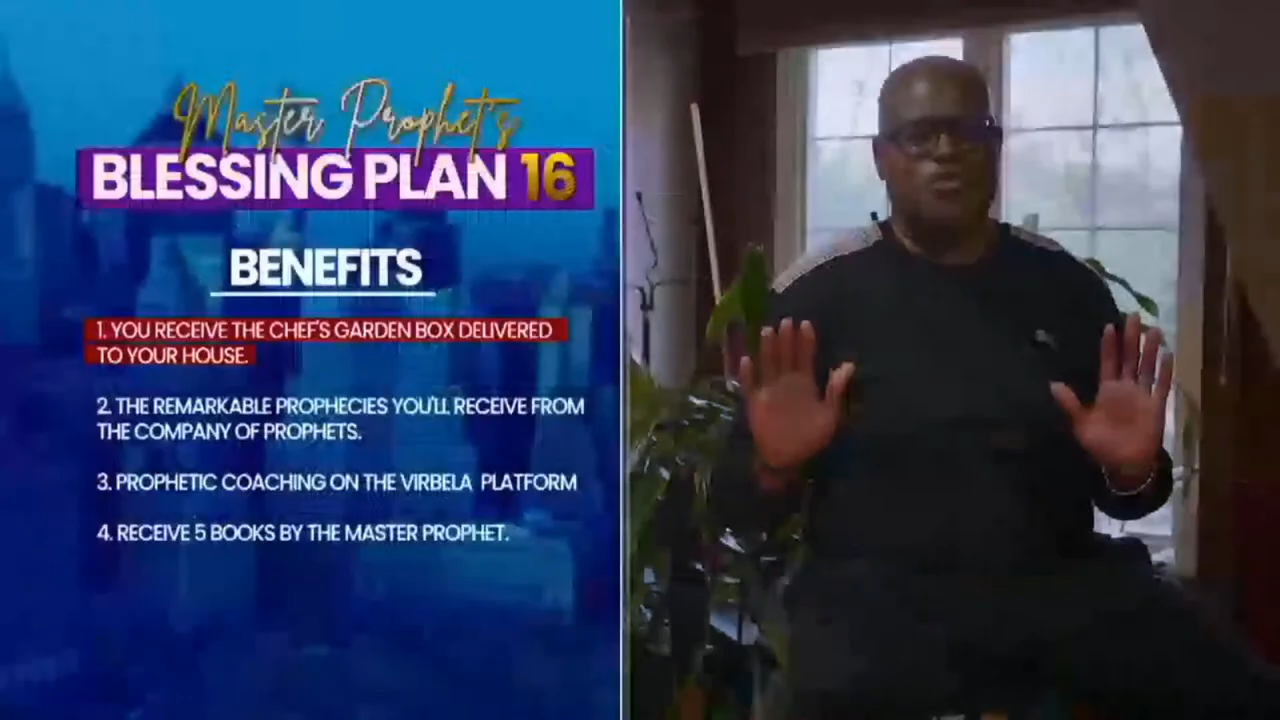 Master Prophet's
BLESSING PLAN 16
BENEFITS
1. YOU RECEIVE THE CHEF'S GARDEN BOX DELIVERED
TO YOUR HOUSE.
2. THE REMARKABLE PROPHECIES YOU'LL RECEIVE FROM
THE COMPANY OF PROPHETS.
3. PROPHETIC COACHING ON THE VIRBELA PLATFORM
4. RECEIVE 5 BOOKS BY THE MASTER PROPHET.